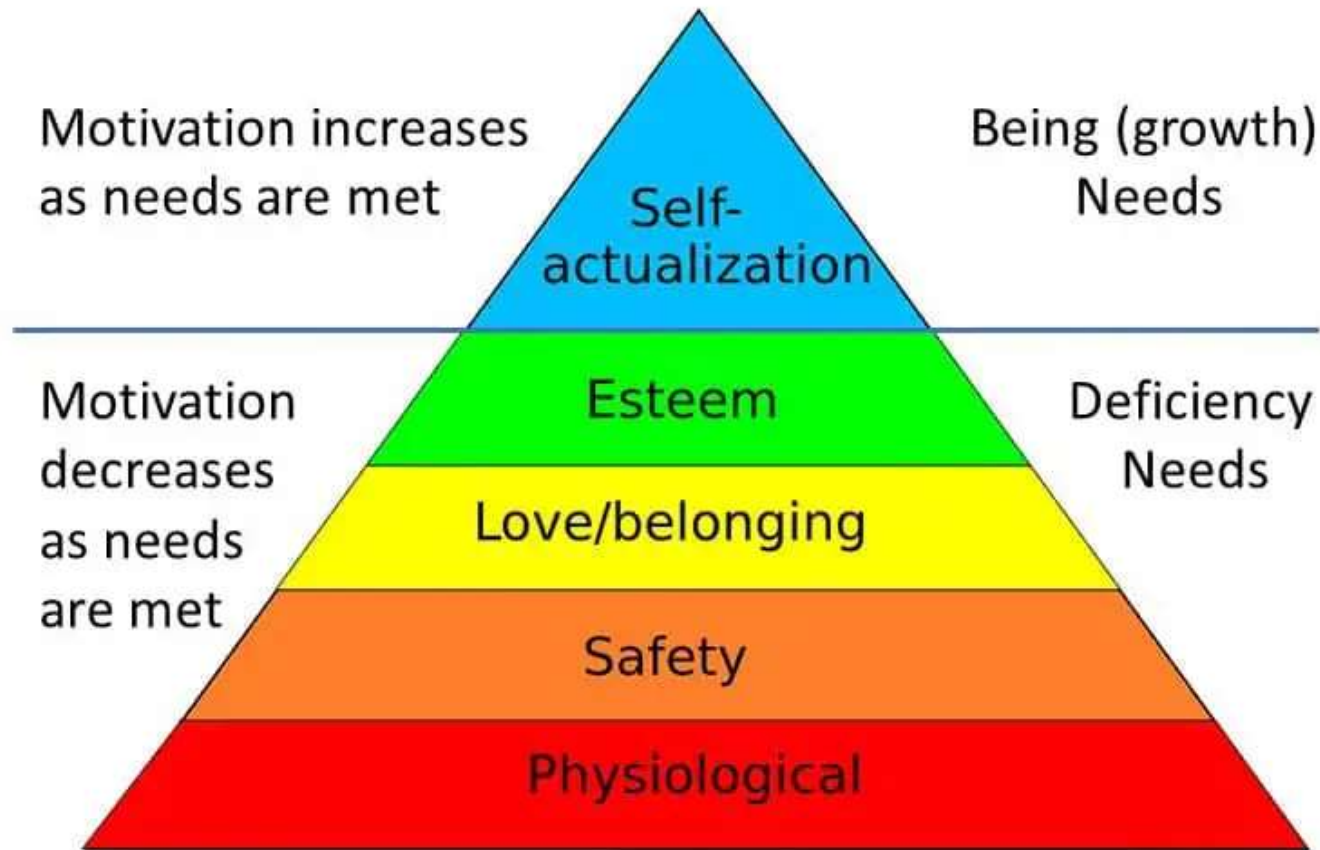 Motivation increases
as needs are met
Being (growth)
Needs
Self-
actualization
Motivation
decreases
as needs
are met
Esteem
Deficiency
Needs
Love/belonging
Safety
Physiological